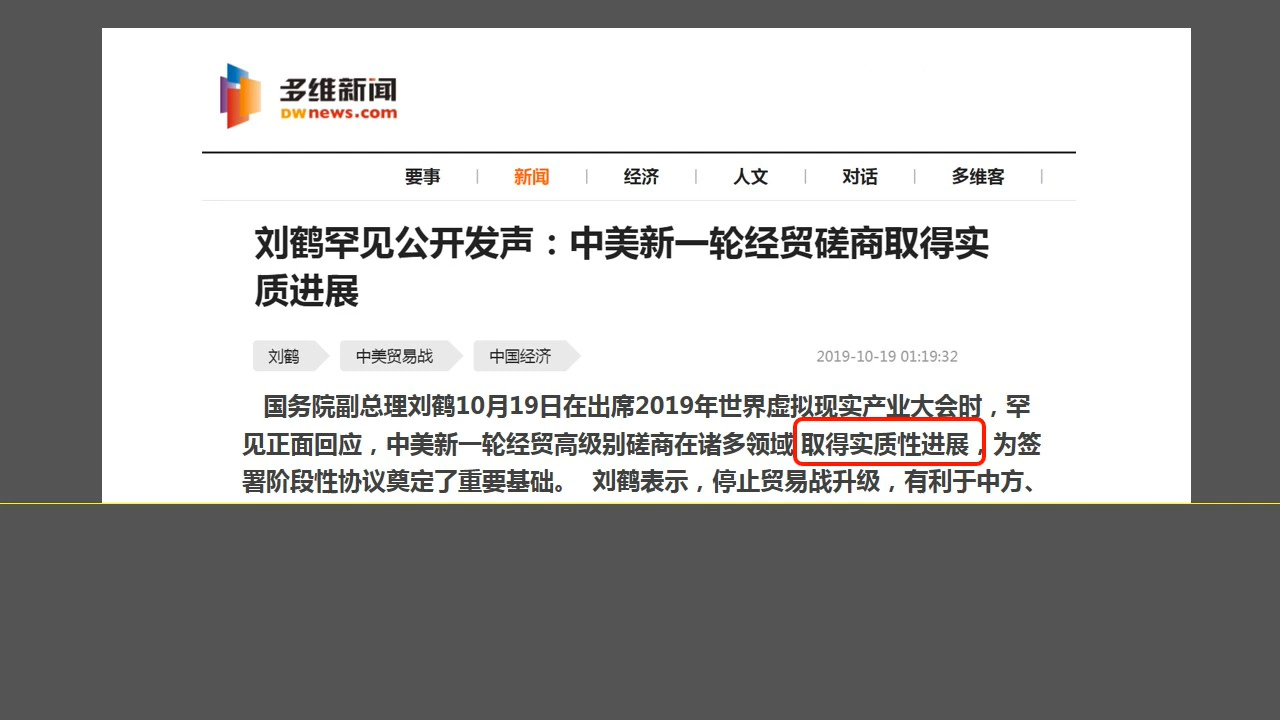 多维新闻
DWnews.com
要事 | 新闻 | 经济 | 人文 | 对话 | 多维客 |
刘鹤罕见公开发声：中美新一轮经贸磋商取得实
质进展
刘鹤 中美贸易战 中国经济 2019-10-19 01:19:32
国务院副总理刘鹤10月19日在出席2019年世界虚拟现实产业大会时，罕
见正面回应，中美新一轮经贸高级别磋商在诸多领域取得实质性进展，为签
署阶段性协议奠定了重要基础。 刘鹤表示，停止贸易战升级，有利于中方、